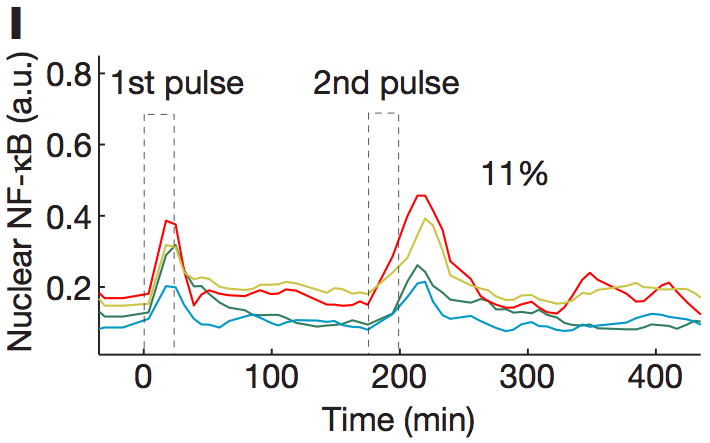 I
Nuclear NF-κB (a.u.)
0.8
0.6
0.4
0.2
1st pulse
2nd pulse
11%
0
100
200
300
400
Time (min)